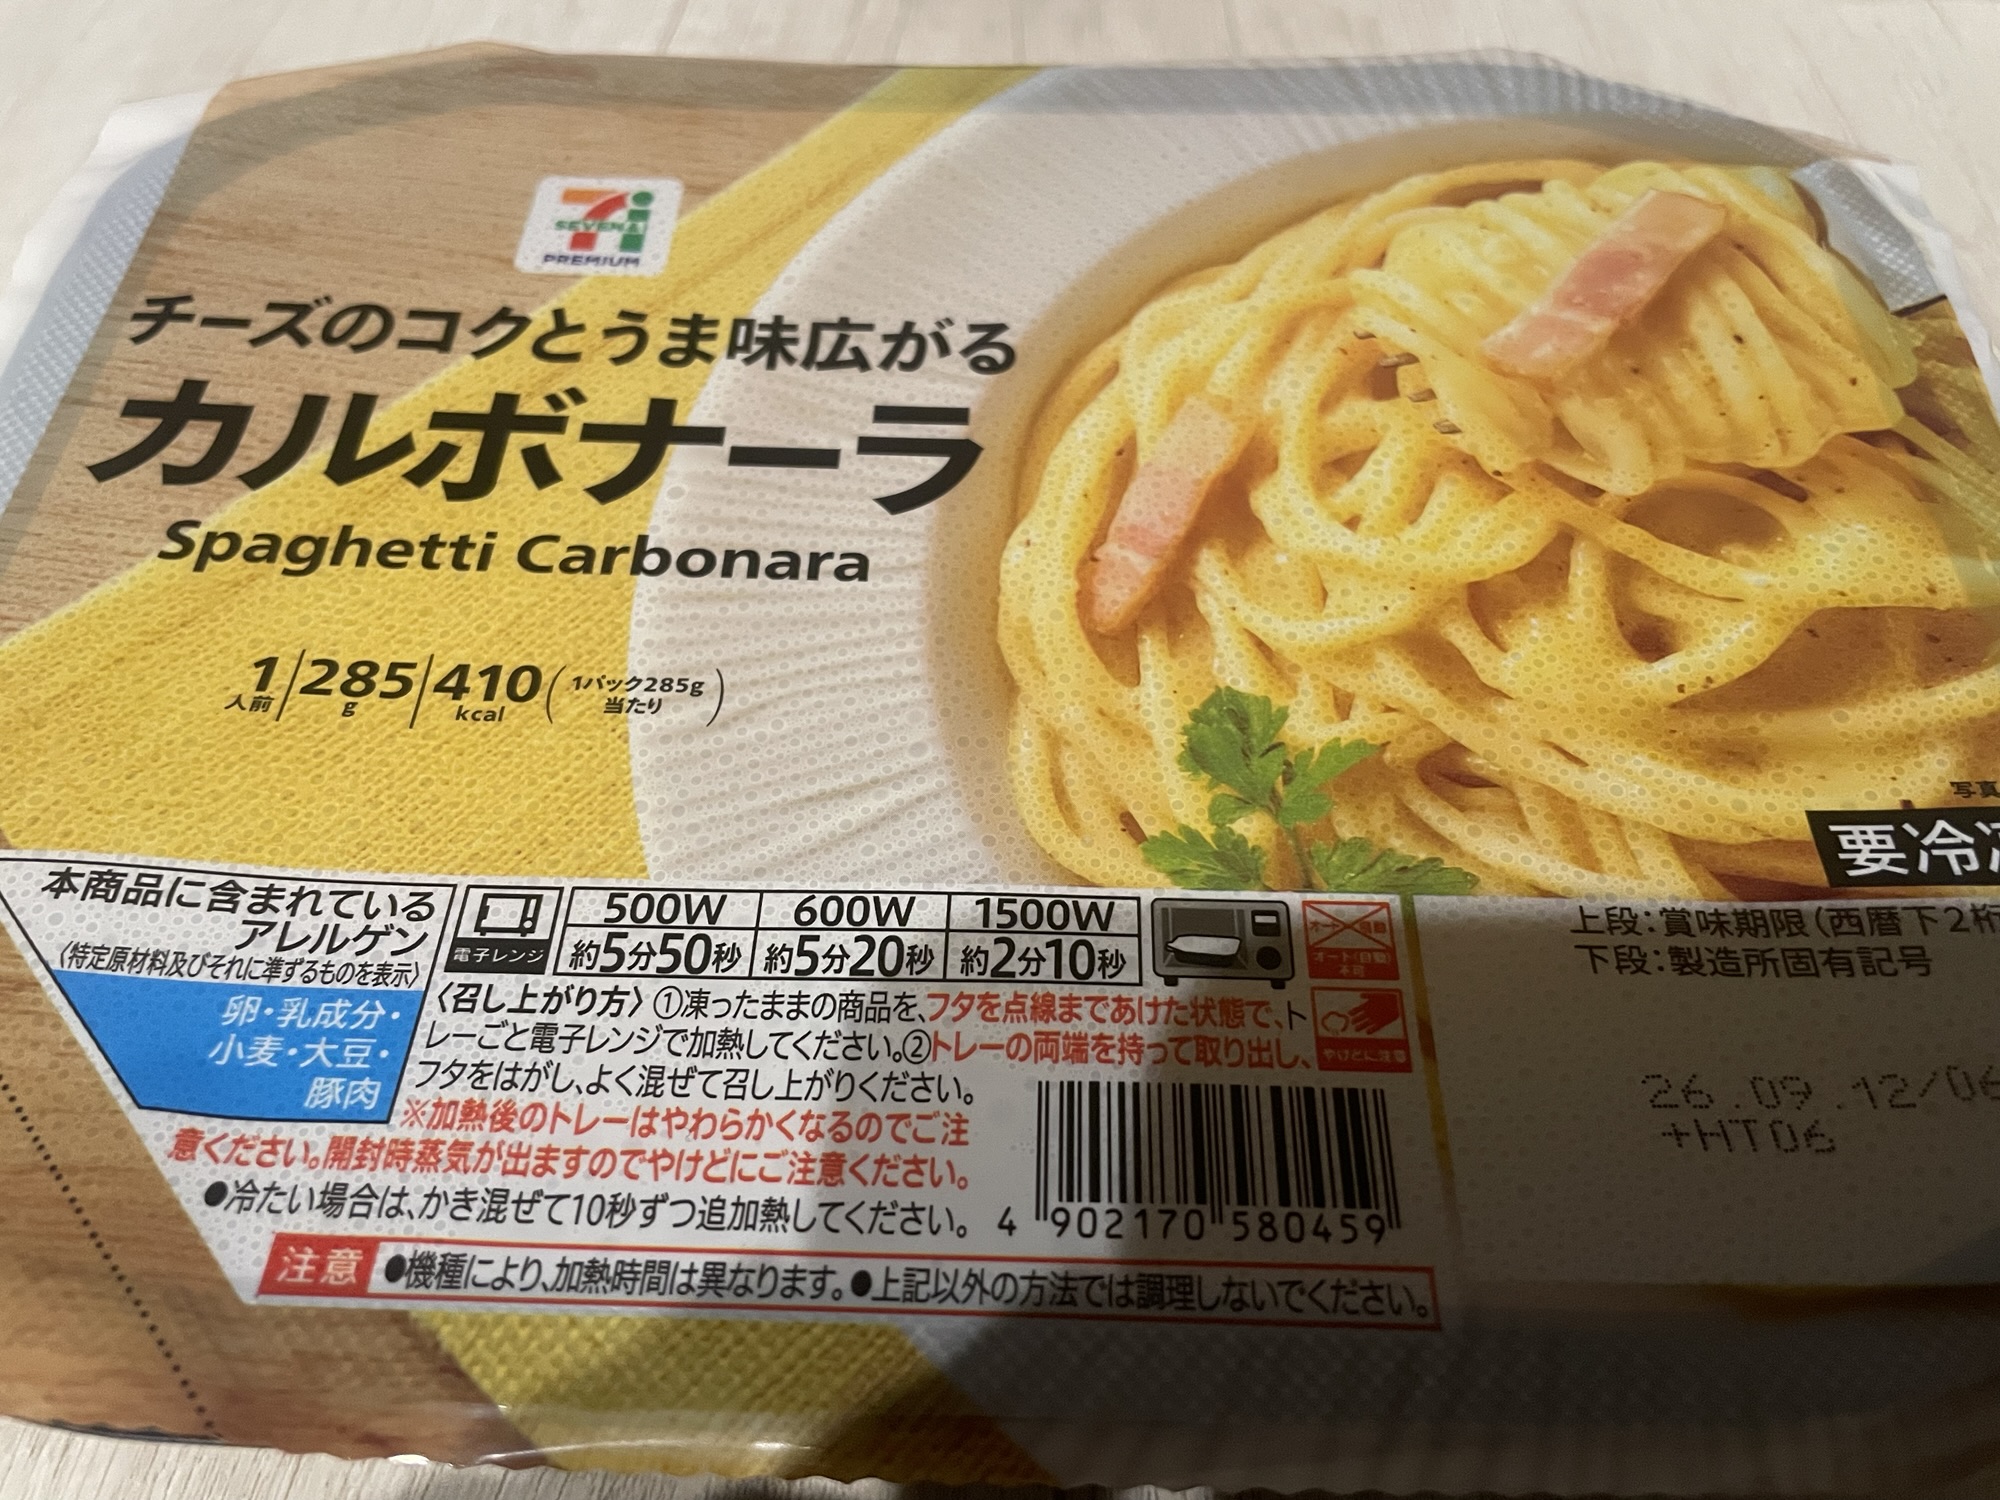 7i
SEVEN&i
PREMIUM
チーズのコクとうま味広がる
カルボナーラ
Spaghetti Carbonara
1人前/285g/410kcal(1パック285g当たり)
写真
要冷凍
本商品に含まれている
アレルゲン
〈特定原材料及びそれに準ずるものを表示〉
卵・乳成分・
小麦・大豆・
豚肉
電子レンジ
500W 600W 1500W
約5分50秒 約5分20秒 約2分10秒
オート(自動)
不可
〈召し上がり方〉①凍ったままの商品を、フタを点線まであけた状態で、ト
レーごと電子レンジで加熱してください。②トレーの両端を持って取り出し、
フタをはがし、よく混ぜて召し上がりください。
やけどに注意
※加熱後のトレーはやわらかくなるのでご注
意ください。開封時蒸気が出ますのでやけどにご注意ください。
●冷たい場合は、かき混ぜて10秒ずつ追加熱してください。
4 902170 580459
注意 ●機種により、加熱時間は異なります。●上記以外の方法では調理しないでください。
上段:賞味期限(西暦下2桁
下段:製造所固有記号
26.09.12/06
+HT06